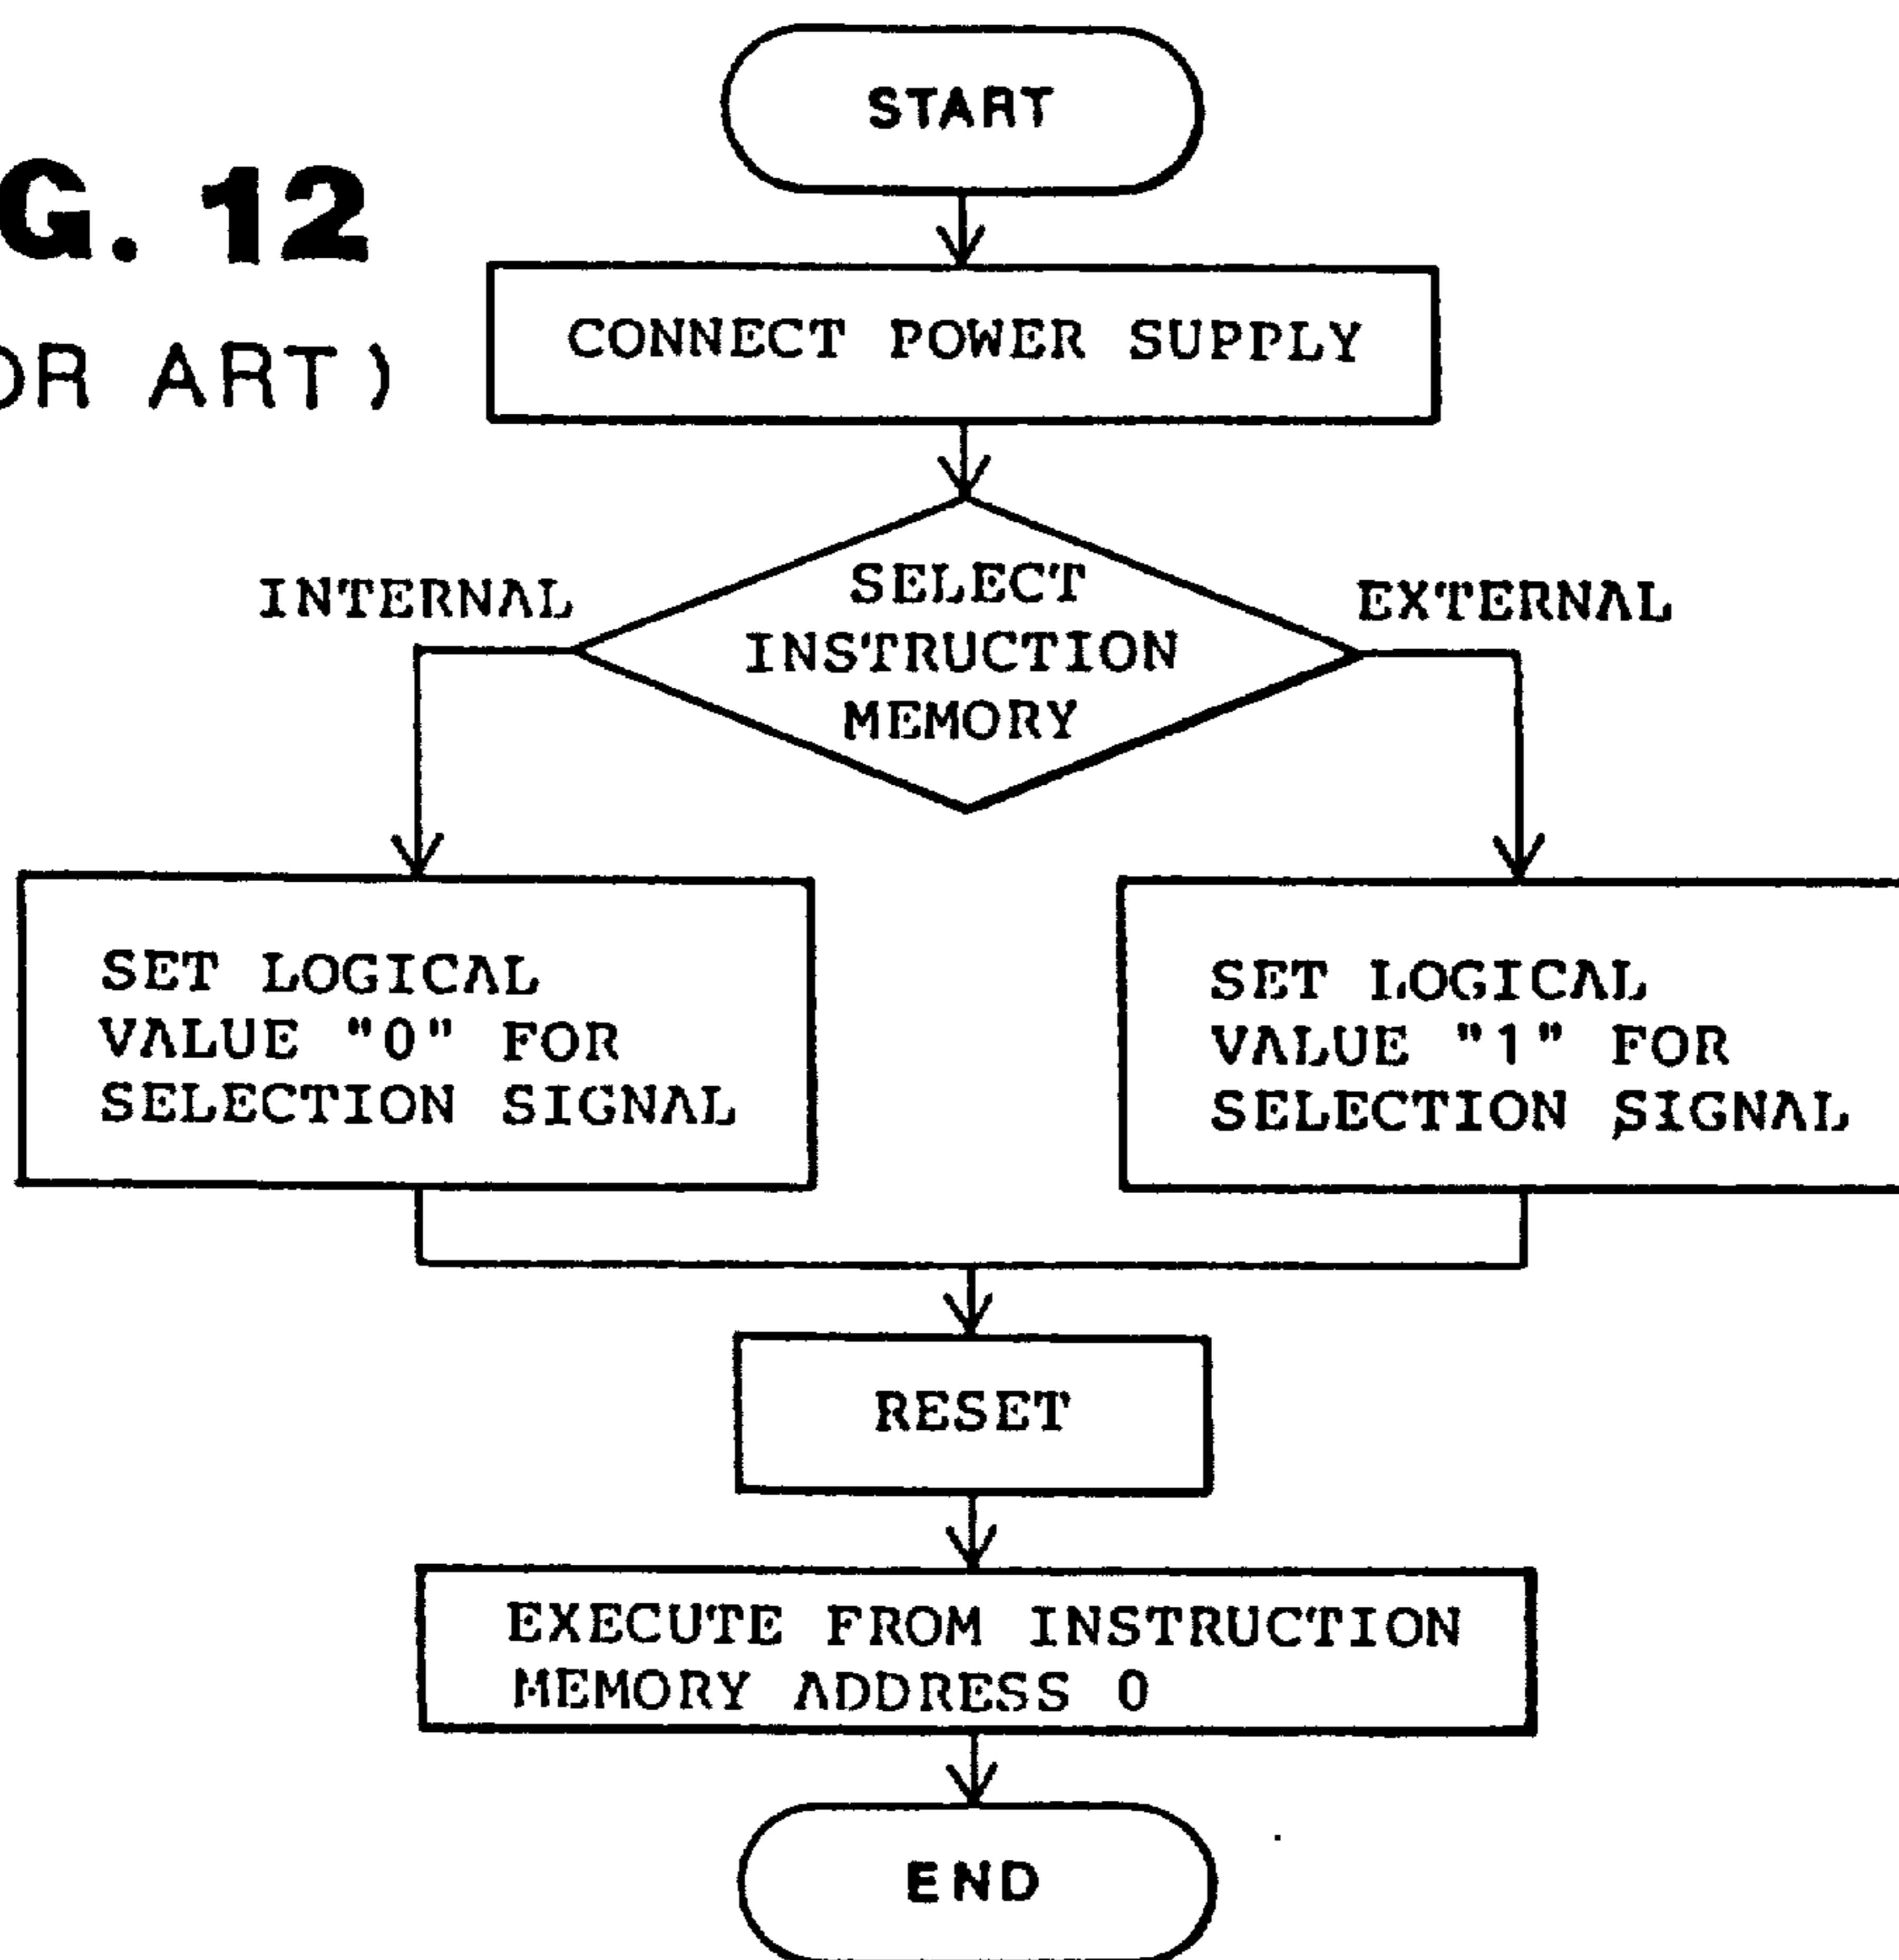 START
G. 12
OR ART)
CONNECT POWER SUPPLY
SELECT
INSTRUCTION
MEMORY
INTERNAL
EXTERNAL
SET LOGICAL
VALUE "0" FOR
SELECTION SIGNAL
SET LOGICAL
VALUE "1" FOR
SELECTION SIGNAL
RESET
EXECUTE FROM INSTRUCTION
MEMORY ADDRESS 0
END